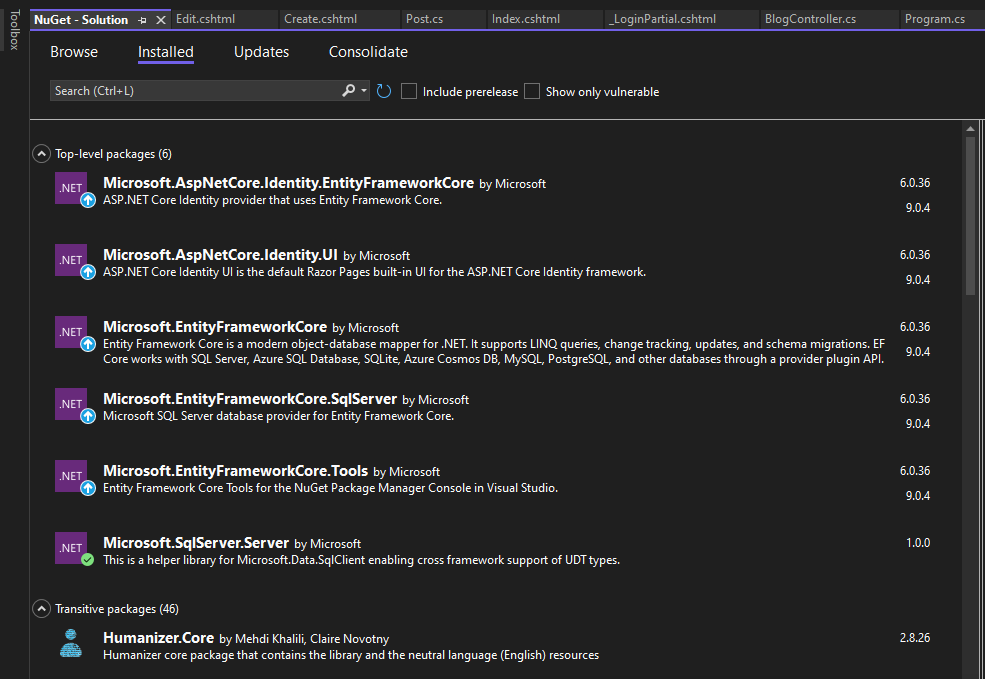 Toolbox
NuGet - Solution Edit.cshtml Create.cshtml Post.cs Index.cshtml _LoginPartial.cshtml BlogController.cs Program.cs
Browse Installed Updates Consolidate
Search (Ctrl+L) Include prerelease Show only vulnerable
Top-level packages (6)
.NET Microsoft.AspNetCore.Identity.EntityFrameworkCore by Microsoft 6.0.36
ASP.NET Core Identity provider that uses Entity Framework Core. 9.0.4
.NET Microsoft.AspNetCore.Identity.UI by Microsoft 6.0.36
ASP.NET Core Identity UI is the default Razor Pages built-in UI for the ASP.NET Core Identity framework. 9.0.4
.NET Microsoft.EntityFrameworkCore by Microsoft 6.0.36
Entity Framework Core is a modern object-database mapper for .NET. It supports LINQ queries, change tracking, updates, and schema migrations. EF
Core works with SQL Server, Azure SQL Database, SQLite, Azure Cosmos DB, MySQL, PostgreSQL, and other databases through a provider plugin API. 9.0.4
.NET Microsoft.EntityFrameworkCore.SqlServer by Microsoft 6.0.36
Microsoft SQL Server database provider for Entity Framework Core. 9.0.4
.NET Microsoft.EntityFrameworkCore.Tools by Microsoft 6.0.36
Entity Framework Core Tools for the NuGet Package Manager Console in Visual Studio. 9.0.4
.NET Microsoft.SqlServer.Server by Microsoft 1.0.0
This is a helper library for Microsoft.Data.SqlClient enabling cross framework support of UDT types.
Transitive packages (46)
Humanizer.Core by Mehdi Khalili, Claire Novotny 2.8.26
Humanizer core package that contains the library and the neutral language (English) resources